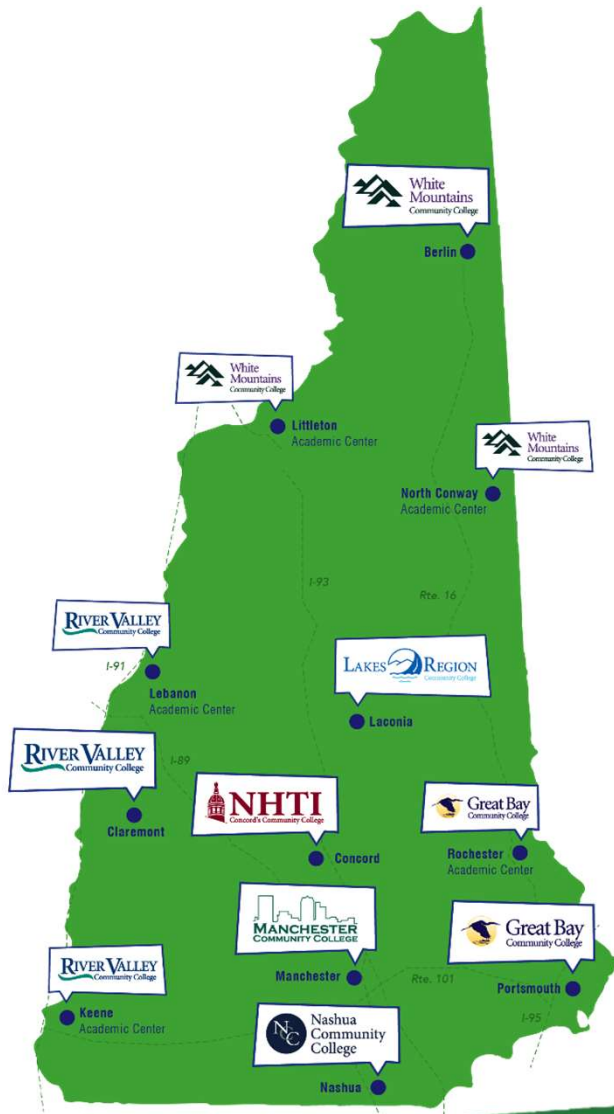 White
Mountains
Community College
Berlin
White
Mountains
Community College
Littleton
Academic Center
White
Mountains
Community College
North Conway
Academic Center
I-93
Rte. 16
RIVER VALLEY
Community College
I-91
Lebanon
Academic Center
LAKES REGION
Community College
Laconia
RIVER VALLEY
Community College
I-89
Claremont
NHTI
Concord's Community College
Concord
Great Bay
Community College
Rochester
Academic Center
MANCHESTER
COMMUNITY COLLEGE
Manchester
Great Bay
Community College
Portsmouth
Rte. 101
I-95
RIVER VALLEY
Community College
Keene
Academic Center
NCC
Nashua
Community
College
Nashua